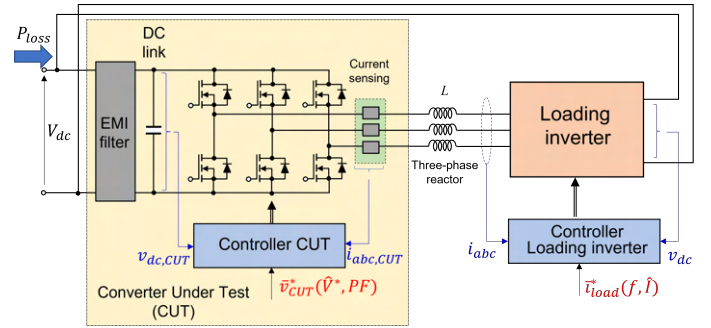 P_loss
DC
link
Current
sensing
L
V_dc
EMI
filter
Loading
inverter
Three-phase
reactor
Controller CUT
Controller
Loading inverter
v_dc,CUT
i_abc,CUT
i_abc
v_dc
Converter Under Test
(CUT)
v̄*_CUT(V̂*, PF)
ī*_load(f, Î)